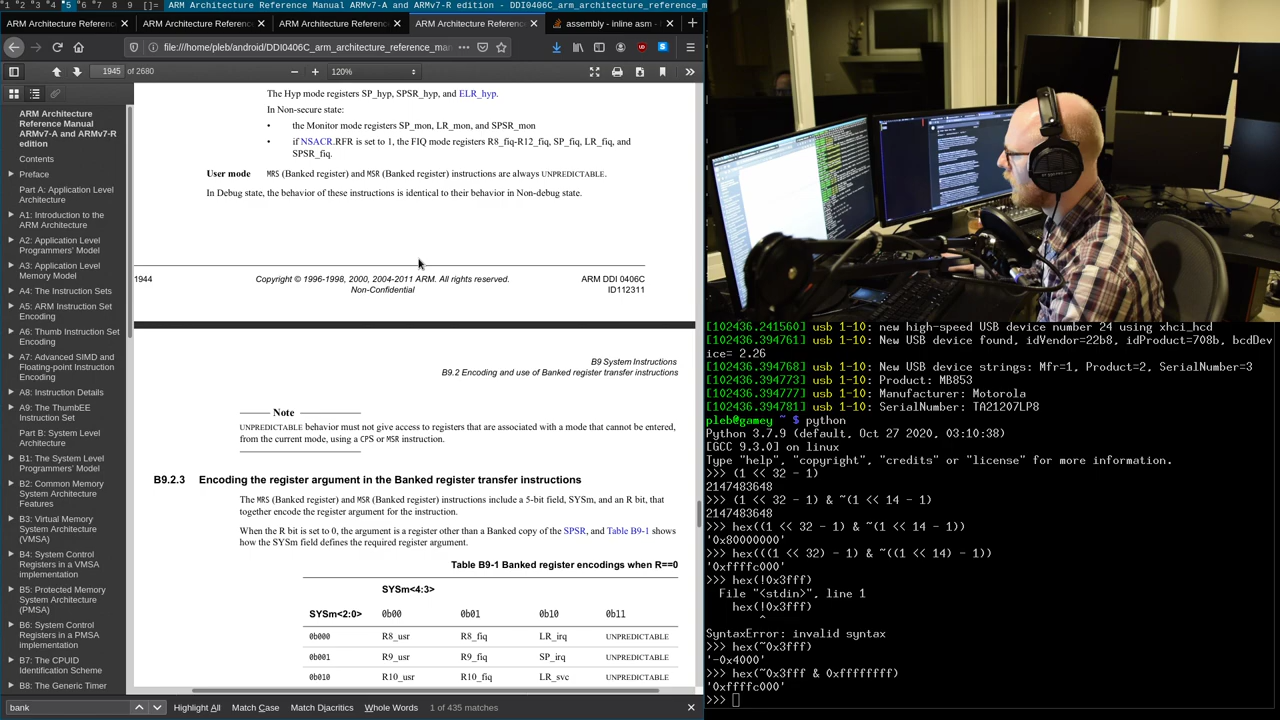 1 2 3 4 5 6 7 8 9 []= ARM Architecture Reference Manual ARMv7-A and ARMv7-R edition - DDI0406C_arm_architecture_reference_m
ARM Architecture Referenc
ARM Architecture Reference
ARM Architecture Reference
ARM Architecture Reference
assembly - inline asm
file:///home/pleb/android/DDI0406C_arm_architecture_reference_ma
1945 of 2680
120%
ARM Architecture
Reference Manual
ARMv7-A and ARMv7-R
edition
Contents
Preface
Part A: Application Level
Architecture
A1: Introduction to the
ARM Architecture
A2: Application Level
Programmers' Model
A3: Application Level
Memory Model
A4: The Instruction Sets
A5: ARM Instruction Set
Encoding
A6: Thumb Instruction Set
Encoding
A7: Advanced SIMD and
Floating-point Instruction
Encoding
A8: Instruction Details
A9: The ThumbEE
Instruction Set
Part B: System Level
Architecture
B1: The System Level
Programmers' Model
B2: Common Memory
System Architecture
Features
B3: Virtual Memory
System Architecture
(VMSA)
B4: System Control
Registers in a VMSA
implementation
B5: Protected Memory
System Architecture
(PMSA)
B6: System Control
Registers in a PMSA
implementation
B7: The CPUID
Identification Scheme
B8: The Generic Timer
The Hyp mode registers SP_hyp, SPSR_hyp, and ELR_hyp.
In Non-secure state:
• the Monitor mode registers SP_mon, LR_mon, and SPSR_mon
• if NSACR.RFR is set to 1, the FIQ mode registers R8_fiq-R12_fiq, SP_fiq, LR_fiq, and
SPSR_fiq.
User mode MRS (Banked register) and MSR (Banked register) instructions are always UNPREDICTABLE.
In Debug state, the behavior of these instructions is identical to their behavior in Non-debug state.
1944 Copyright © 1996-1998, 2000, 2004-2011 ARM. All rights reserved. ARM DDI 0406C
Non-Confidential ID112311
B9 System Instructions
B9.2 Encoding and use of Banked register transfer instructions
Note
UNPREDICTABLE behavior must not give access to registers that are associated with a mode that cannot be entered,
from the current mode, using a CPS or MSR instruction.
B9.2.3 Encoding the register argument in the Banked register transfer instructions
The MRS (Banked register) and MSR (Banked register) instructions include a 5-bit field, SYSm, and an R bit, that
together encode the register argument for the instruction.
When the R bit is set to 0, the argument is a register other than a Banked copy of the SPSR, and Table B9-1 shows
how the SYSm field defines the required register argument.
Table B9-1 Banked register encodings when R==0
SYSm<4:3>
SYSm<2:0> 0b00 0b01 0b10 0b11
0b000 R8_usr R8_fiq LR_irq UNPREDICTABLE
0b001 R9_usr R9_fiq SP_irq UNPREDICTABLE
0b010 R10_usr R10_fiq LR_svc UNPREDICTABLE
bank Highlight All Match Case Match Diacritics Whole Words 1 of 435 matches
[102436.241560] usb 1-10: new high-speed USB device number 24 using xhci_hcd
[102436.394761] usb 1-10: New USB device found, idVendor=22b8, idProduct=708b, bcdDev
ice= 2.26
[102436.394768] usb 1-10: New USB device strings: Mfr=1, Product=2, SerialNumber=3
[102436.394773] usb 1-10: Product: MB853
[102436.394777] usb 1-10: Manufacturer: Motorola
[102436.394781] usb 1-10: SerialNumber: TA21207LP8
pleb@gamey ~ $ python
Python 3.7.9 (default, Oct 27 2020, 03:10:38)
[GCC 9.3.0] on linux
Type "help", "copyright", "credits" or "license" for more information.
>>> (1 << 32 - 1)
2147483648
>>> (1 << 32 - 1) & ~(1 << 14 - 1)
2147483648
>>> hex((1 << 32 - 1) & ~(1 << 14 - 1))
'0x80000000'
>>> hex(((1 << 32) - 1) & ~((1 << 14) - 1))
'0xffffc000'
>>> hex(!0x3fff)
File "<stdin>", line 1
hex(!0x3fff)
^
SyntaxError: invalid syntax
>>> hex(~0x3fff)
'-0x4000'
>>> hex(~0x3fff & 0xffffffff)
'0xffffc000'
>>>